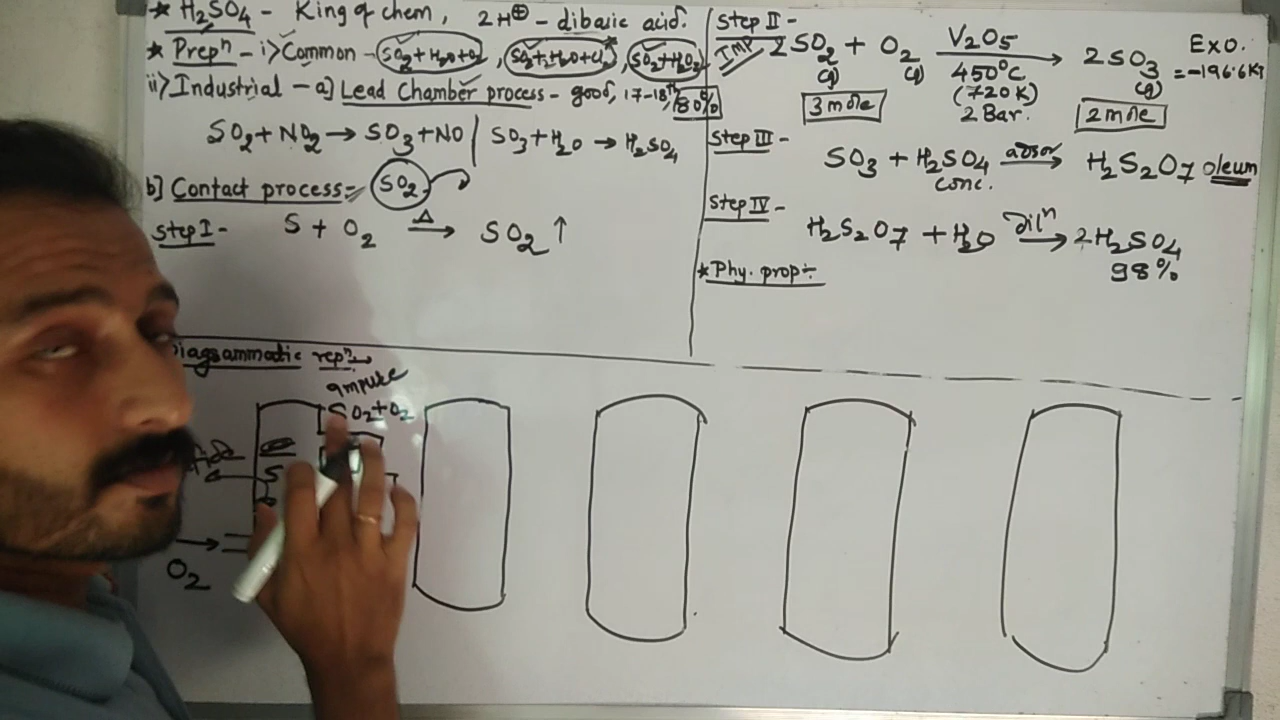 * H₂SO₄ - King of chem, 2H⊕ - dibasic acid.
* Prepⁿ - i) Common - SO₂ + H₂O + O₂, SO₂ + H₂O + Cl₂, SO₂ + H₂O₂
ii) Industrial - a] Lead Chamber process - good, 17-18ᵗʰ, 80%
SO₂ + NO₂ → SO₃ + NO | SO₃ + H₂O → H₂SO₄
b] Contact process:- SO₂
Step I - S + O₂ →(Δ) SO₂ ↑
Step II -
IMP 2SO₂ + O₂ →(V₂O₅) 2SO₃ Exo.
(g) (g) 450°C (g) = -196.6 KJ
(720K)
3 mole 2 Bar. 2 mole
Step III -
SO₃ + H₂SO₄ → H₂S₂O₇ oleum
conc.
Step IV -
H₂S₂O₇ + H₂O →(dilⁿ) 2H₂SO₄
98%
* Phy. prop :-
iagrammatic repⁿ →
impure
SO₂ + O₂
S
O₂